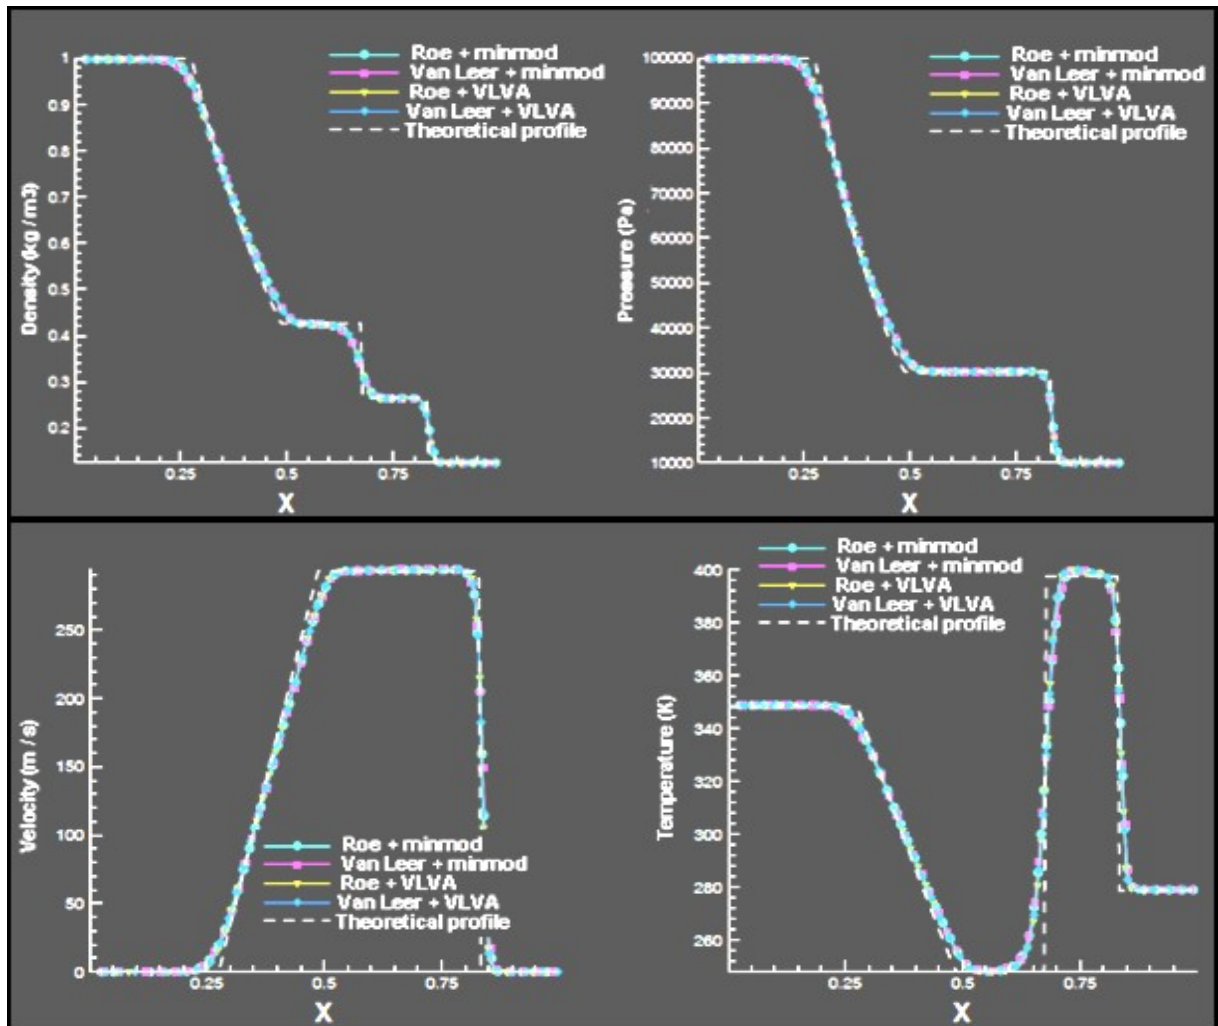 Roe + minmod
Van Leer + minmod
Roe + VLVA
Van Leer + VLVA
Theoretical profile
1
0.9
0.8
0.7
0.6
0.5
0.4
0.3
0.2
Density (kg / m3)
0.25
0.5
0.75
X
Roe + minmod
Van Leer + minmod
Roe + VLVA
Van Leer + VLVA
Theoretical profile
100000
90000
80000
70000
60000
50000
40000
30000
20000
10000
Pressure (Pa)
0.25
0.5
0.75
X
250
200
150
100
50
0
Velocity (m / s)
Roe + minmod
Van Leer + minmod
Roe + VLVA
Van Leer + VLVA
Theoretical profile
0.25
0.5
0.75
X
Roe + minmod
Van Leer + minmod
Roe + VLVA
Van Leer + VLVA
Theoretical profile
400
380
360
340
320
300
280
260
Temperature (K)
0.25
0.5
0.75
X